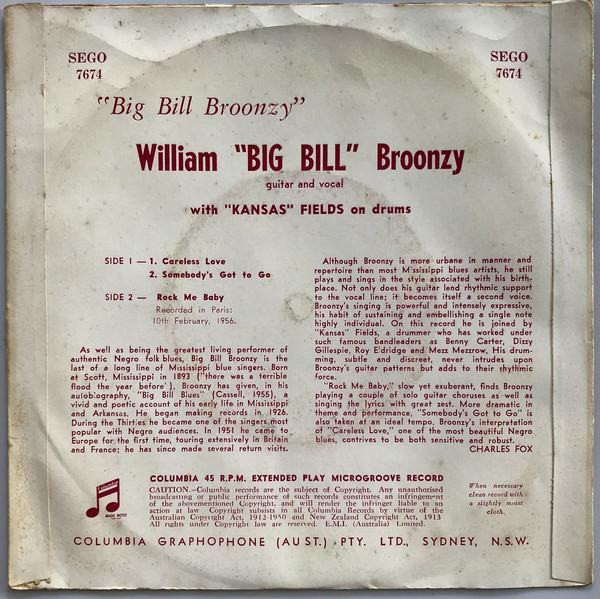 SEGO
7674
SEGO
7674
"Big Bill Broonzy"
William "BIG BILL" Broonzy
guitar and vocal
with "KANSAS" FIELDS on drums
SIDE 1 — 1. Careless Love
2. Somebody's Got to Go
SIDE 2 — Rock Me Baby
Recorded in Paris:
10th February, 1956.
As well as being the greatest living performer of
authentic Negro folk blues, Big Bill Broonzy is the
last of a long line of Mississippi blue singers. Born
at Scott, Mississippi in 1893 ("there was a terrible
flood the year before'), Broonzy has given, in his
autobiography, "Big Bill Blues" (Cassell, 1955), a
vivid and poetic account of his early life in Mississippi
and Arkansas. He began making records in 1926.
During the Thirties he became one of the singers most
popular with Negro audiences. In 1951 he came to
Europe for the first time, touring extensively in Britain
and France; he has since made several return visits.
Although Broonzy is more urbane in manner and
repertoire than most Mississippi blues artists, he still
plays and sings in the style associated with his birth-
place. Not only does his guitar lend rhythmic support
to the vocal line; it becomes itself a second voice.
Broonzy's singing is powerful and intensely expressive,
his habit of sustaining and embellishing a single note
highly individual. On this record he is joined by
"Kansas" Fields, a drummer who has worked under
such famous bandleaders as Benny Carter, Dizzy
Gillespie, Roy Eldridge and Mezz Mezzrow. His drum-
ming, subtle and discreet, never intrudes upon
Broonzy's guitar patterns but adds to their rhythmic
force.
"Rock Me Baby," slow yet exuberant, finds Broonzy
playing a couple of solo guitar choruses as well as
singing the lyrics with great zest. More dramatic in
theme and performance, "Somebody's Got to Go" is
also taken at an ideal tempo. Broonzy's interpretation
of "Careless Love," one of the most beautiful Negro
blues, contrives to be both sensitive and robust.
CHARLES FOX
Columbia
MAGIC NOTES
COLUMBIA 45 R.P.M. EXTENDED PLAY MICROGROOVE RECORD
CAUTION.—Columbia records are the subject of Copyright. Any unauthorised
broadcasting or public performance of such records constitutes an infringement
of the abovementioned Copyright, and will render the infringer liable to an
action at law. Copyright subsists in all Columbia Records by virtue of the
Australian Copyright Act, 1912-1950 and New Zealand Copyright Act, 1913
All rights under Copyright law are reserved. E.M.I. (Australia) Limited.
When necessary
clean record with
a slightly moist
cloth.
COLUMBIA GRAPHOPHONE (AUST.) PTY. LTD., SYDNEY, N.S.W.